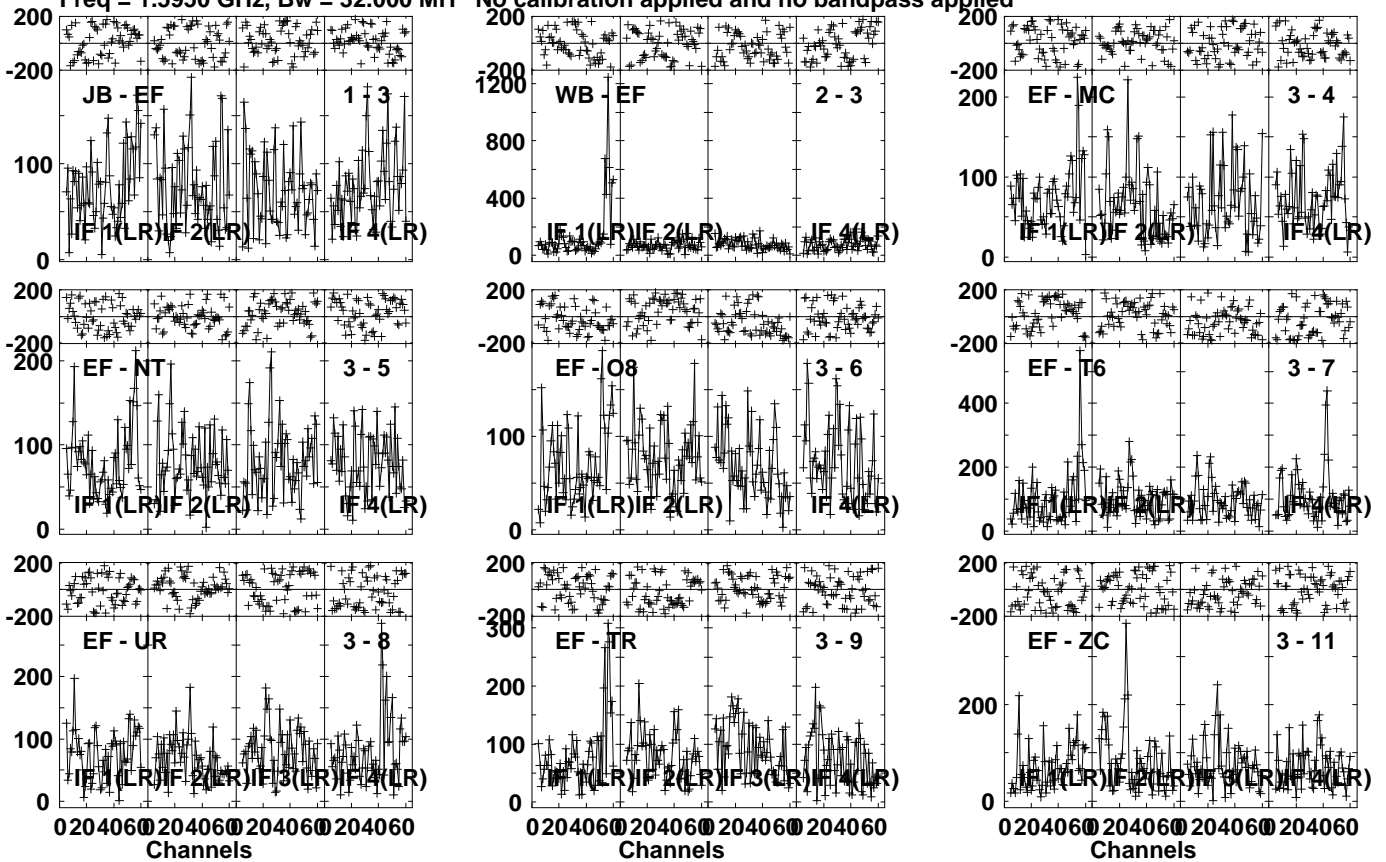 Freq = 1.5950 GHz, Bw = 32.000 MH No calibration applied and no bandpass applied
200
-200
JB - EF 1 - 3
100
0
IF 1(LR) IF 2(LR) IF 4(LR)
200
-200
1200
WB - EF 2 - 3
800
400
0
IF 1(LR) IF 2(LR) IF 4(LR)
200
-200
200
EF - MC 3 - 4
100
0
IF 1(LR) IF 2(LR) IF 4(LR)
200
-200
200
EF - NT 3 - 5
100
0
IF 1(LR) IF 2(LR) IF 4(LR)
200
-200
EF - O8 3 - 6
100
0
IF 1(LR) IF 2(LR) IF 4(LR)
200
-200
EF - T6 3 - 7
400
200
0
IF 1(LR) IF 2(LR) IF 4(LR)
200
-200
EF - UR 3 - 8
200
100
0
IF 1(LR) IF 2(LR) IF 3(LR) IF 4(LR)
0 20 40 60 0 20 40 60 0 20 40 60 0 20 40 60
Channels
200
-200
300
EF - TR 3 - 9
200
100
0
IF 1(LR) IF 2(LR) IF 3(LR) IF 4(LR)
0 20 40 60 0 20 40 60 0 20 40 60 0 20 40 60
Channels
200
-200
EF - ZC 3 - 11
200
0
IF 1(LR) IF 2(LR) IF 3(LR) IF 4(LR)
0 20 40 60 0 20 40 60 0 20 40 60 0 20 40 60
Channels